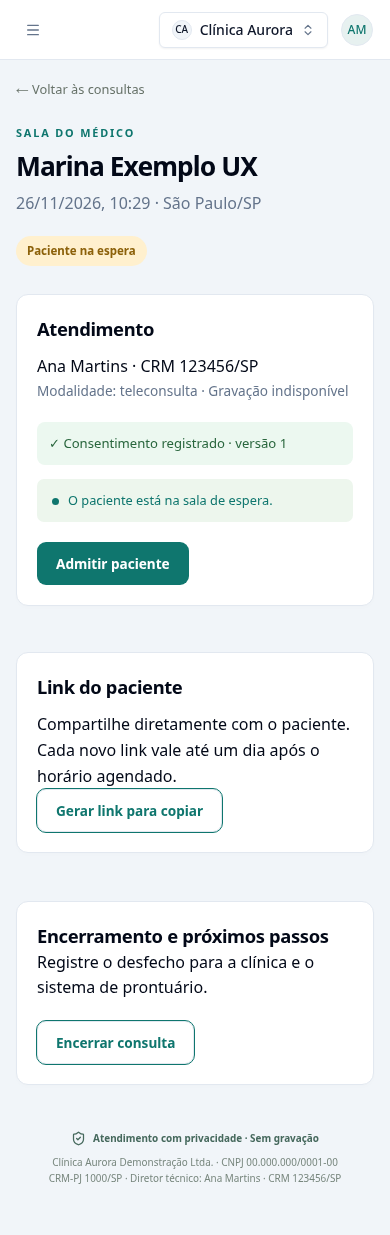 ☰
CA Clínica Aurora
AM
← Voltar às consultas
SALA DO MÉDICO
Marina Exemplo UX
26/11/2026, 10:29 · São Paulo/SP
Paciente na espera
Atendimento
Ana Martins · CRM 123456/SP
Modalidade: teleconsulta · Gravação indisponível
✓ Consentimento registrado · versão 1
● O paciente está na sala de espera.
Admitir paciente
Link do paciente
Compartilhe diretamente com o paciente.
Cada novo link vale até um dia após o
horário agendado.
Gerar link para copiar
Encerramento e próximos passos
Registre o desfecho para a clínica e o
sistema de prontuário.
Encerrar consulta
Atendimento com privacidade · Sem gravação
Clínica Aurora Demonstração Ltda. · CNPJ 00.000.000/0001-00
CRM-PJ 1000/SP · Diretor técnico: Ana Martins · CRM 123456/SP